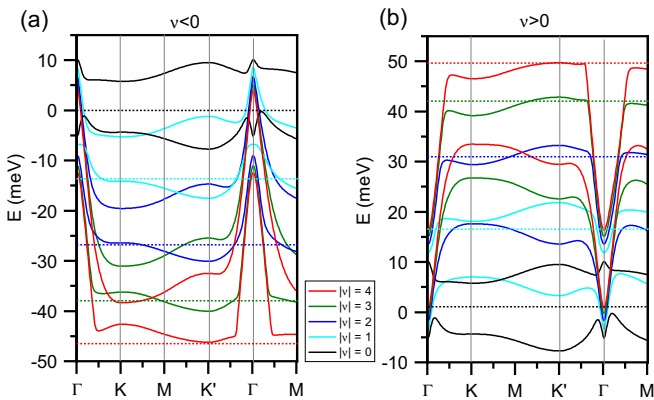 (a)
ν<0
E (meV)
10
0
-10
-20
-30
-40
-50
Γ K M K' Γ M
|ν| = 4
|ν| = 3
|ν| = 2
|ν| = 1
|ν| = 0
(b)
ν>0
E (meV)
50
40
30
20
10
0
-10
Γ K M K' Γ M